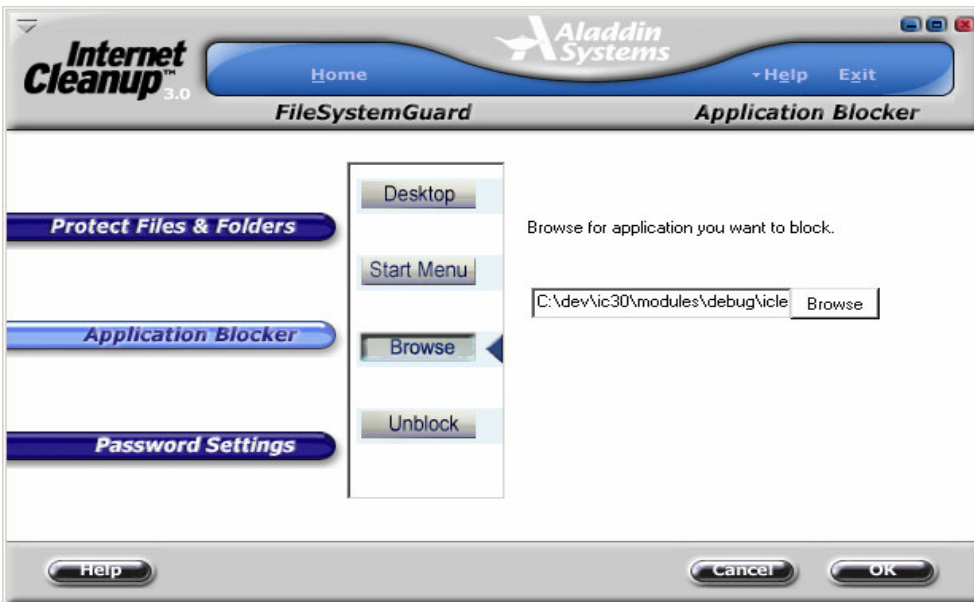 Aladdin
Systems
Internet
Cleanup™
3.0
Home
Help
Exit
FileSystemGuard
Application Blocker
Protect Files & Folders
Application Blocker
Password Settings
Desktop
Start Menu
Browse
Unblock
Browse for application you want to block.
C:\dev\ic30\modules\debug\icle
Browse
Help
Cancel
OK